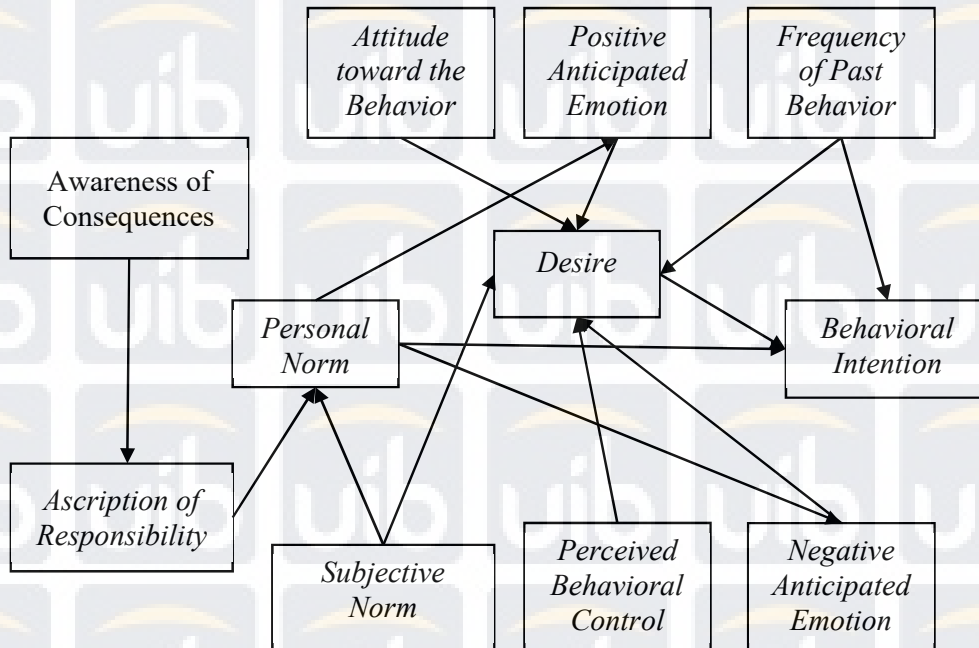 Attitude
toward the
Behavior
Positive
Anticipated
Emotion
Frequency
of Past
Behavior
Awareness of
Consequences
Desire
Personal
Norm
Behavioral
Intention
Ascription of
Responsibility
Subjective
Norm
Perceived
Behavioral
Control
Negative
Anticipated
Emotion